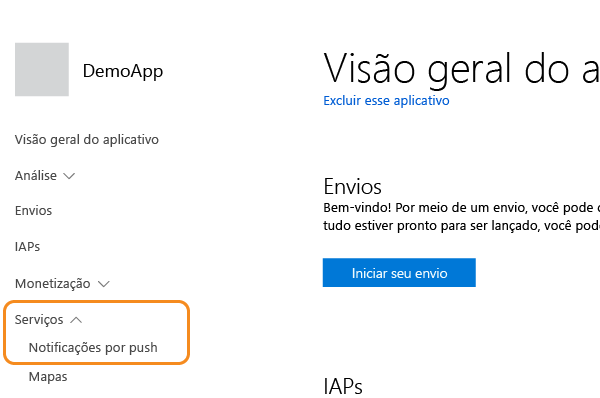 DemoApp
Visão geral do aplicativo
Análise
Envios
IAPs
Monetização
Serviços
Notificações por push
Mapas
Visão geral do a
Excluir esse aplicativo
Envios
Bem-vindo! Por meio de um envio, você pode
tudo estiver pronto para ser lançado, você pod
Iniciar seu envio
IAPs